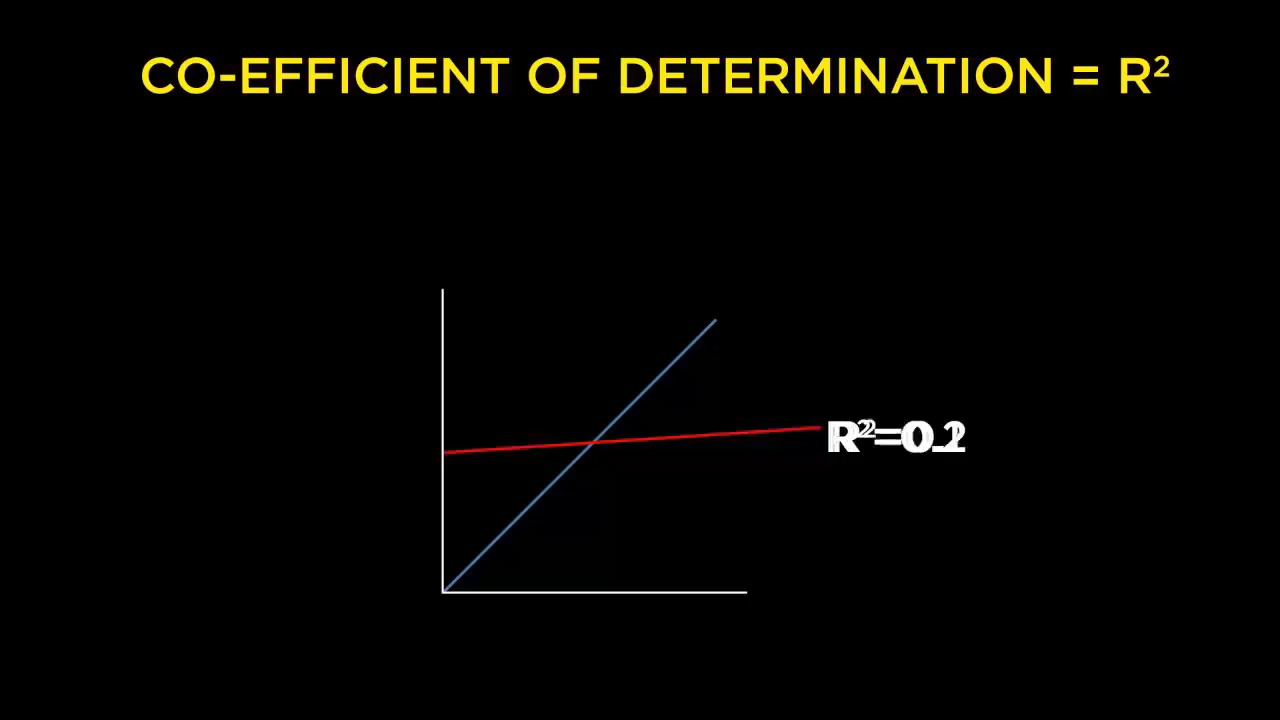 CO-EFFICIENT OF DETERMINATION = R²
R²=0.